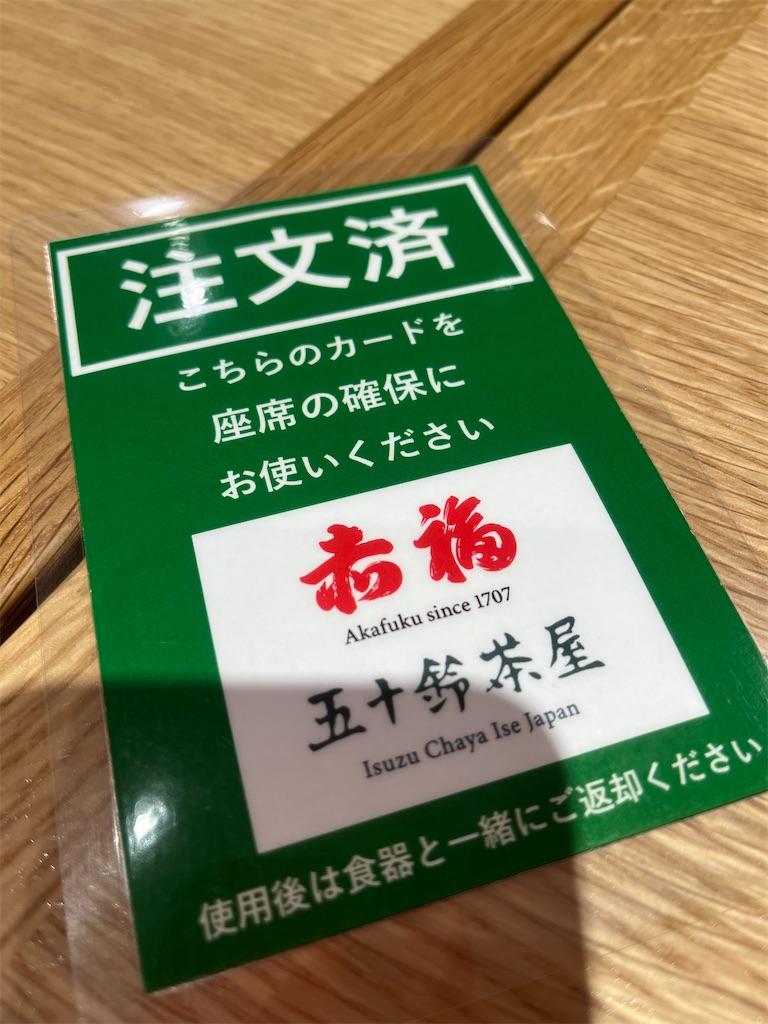 注文済
こちらのカードを
座席の確保に
お使いください
赤福
Akafuku since 1707
五十鈴茶屋
Isuzu Chaya Ise Japan
使用後は食器と一緒にご返却ください